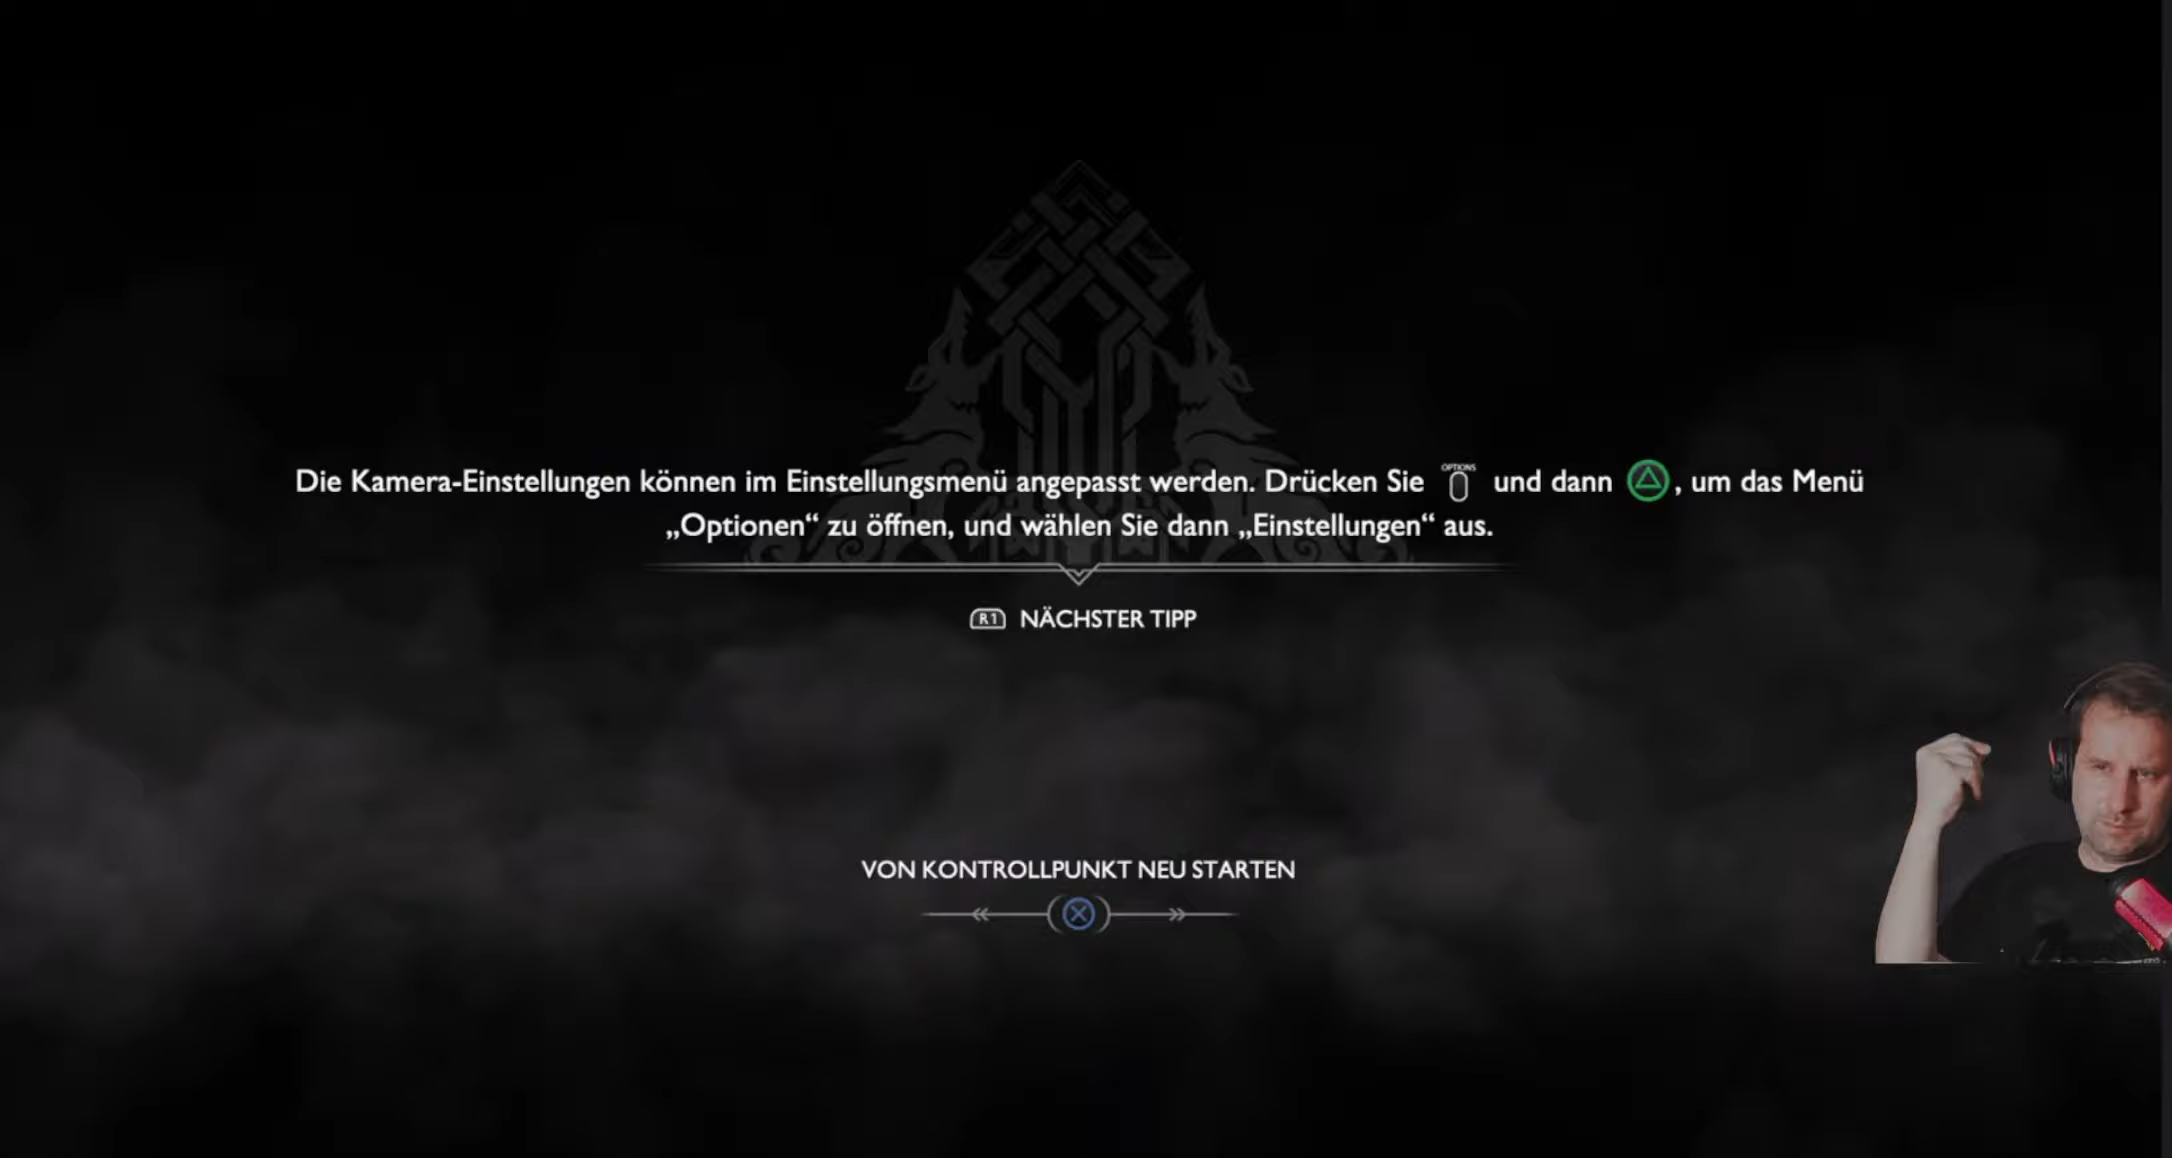 Die Kamera-Einstellungen können im Einstellungsmenü angepasst werden. Drücken Sie OPTIONS und dann , um das Menü
„Optionen“ zu öffnen, und wählen Sie dann „Einstellungen“ aus.
R1 NÄCHSTER TIPP
VON KONTROLLPUNKT NEU STARTEN